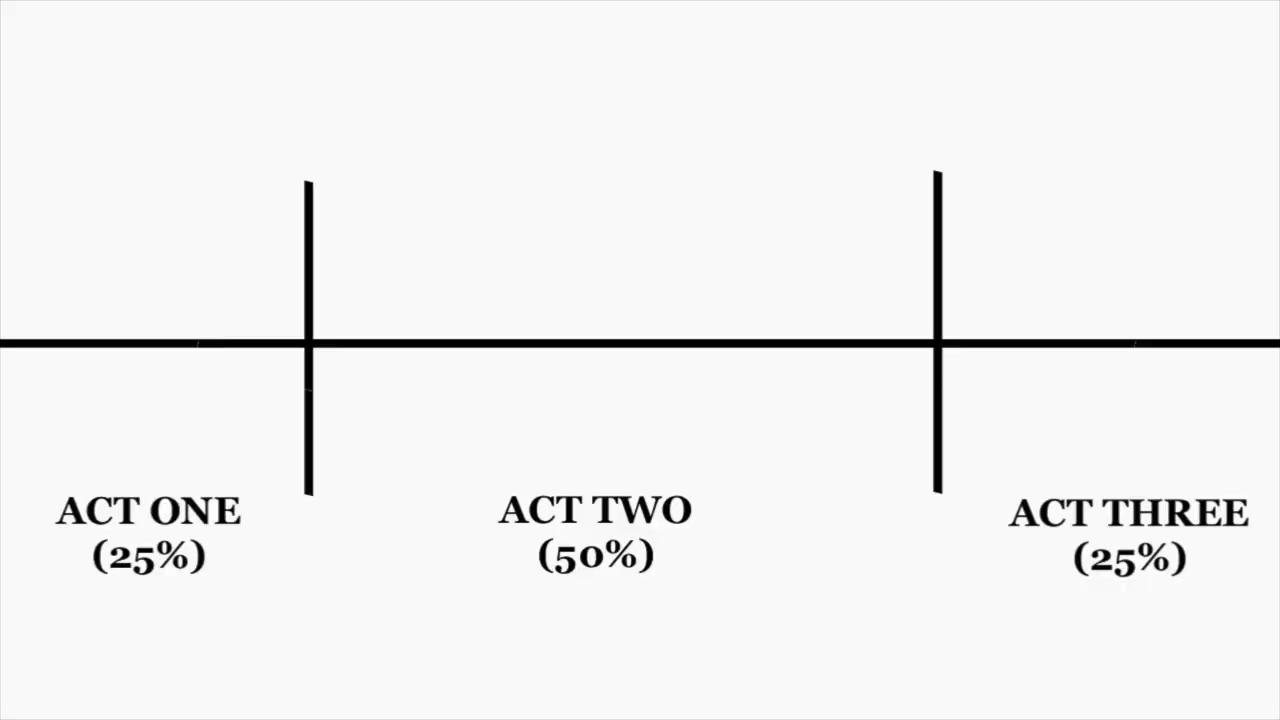 ACT ONE
(25%)
ACT TWO
(50%)
ACT THREE
(25%)